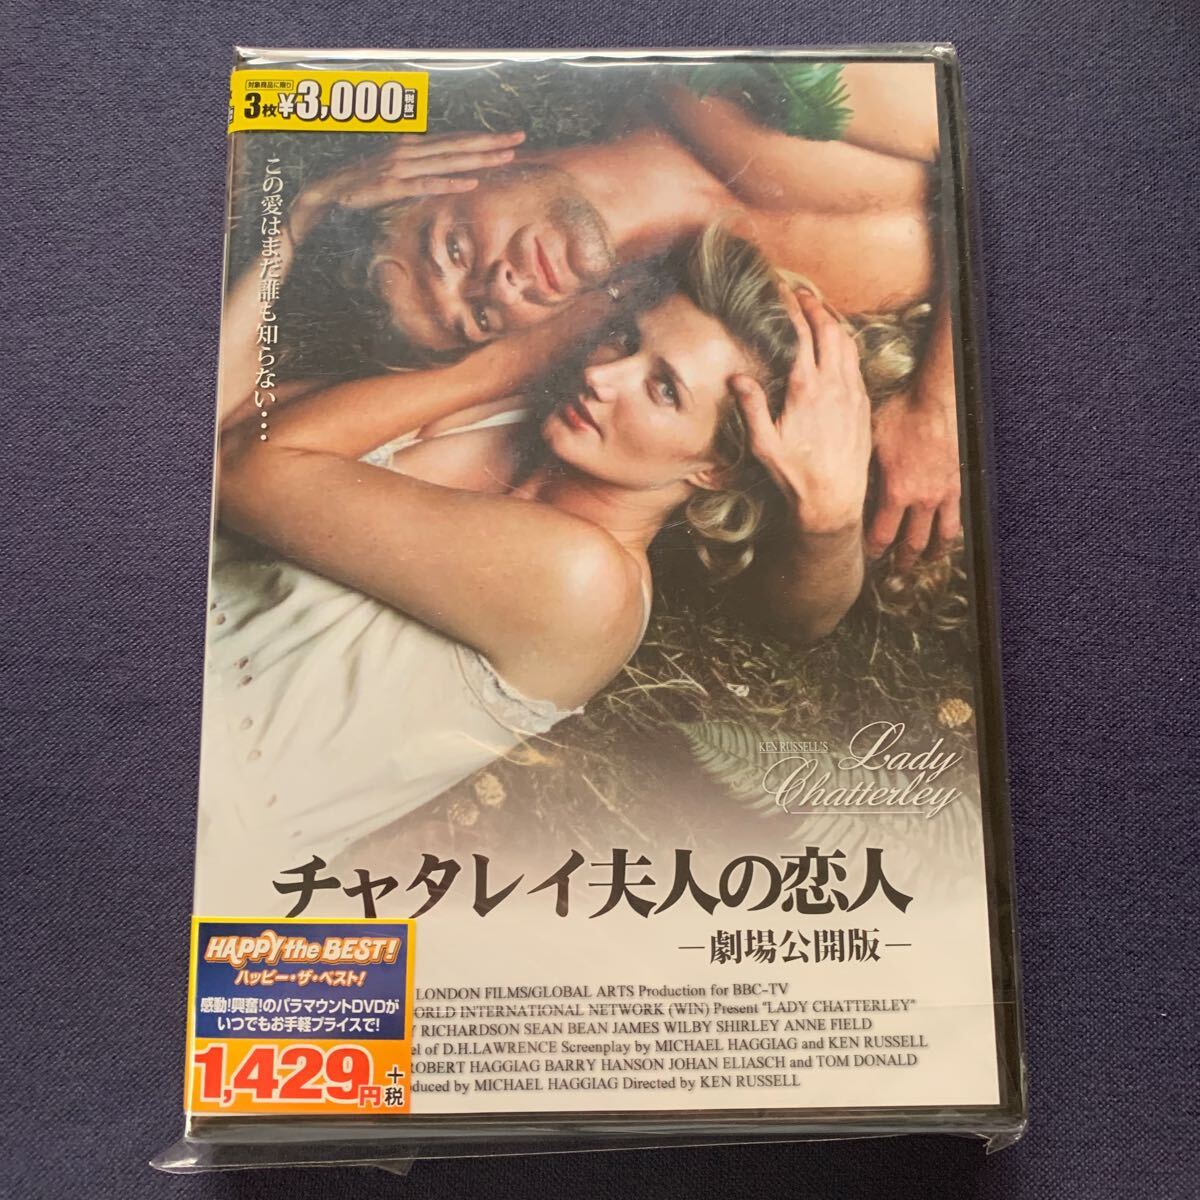 対象商品に限り
3枚¥3,000[税抜]
この愛はまだ誰も知らない・・・
KEN RUSSELL'S
Lady
Chatterley
チャタレイ夫人の恋人
―劇場公開版―
HAPPY the BEST!
ハッピー・ザ・ベスト!
感動!興奮!のパラマウントDVDが
いつでもお手軽プライスで!
1,429円+税
LONDON FILMS/GLOBAL ARTS Production for BBC-TV
INTERNATIONAL NETWORK (WIN) Present "LADY CHATTERLEY"
RICHARDSON SEAN BEAN JAMES WILBY SHIRLEY ANNE FIELD
of D.H.LAWRENCE Screenplay by MICHAEL HAGGIAG and KEN RUSSELL
ROBERT HAGGIAG BARRY HANSON JOHAN ELIASCH and TOM DONALD
by MICHAEL HAGGIAG Directed by KEN RUSSELL